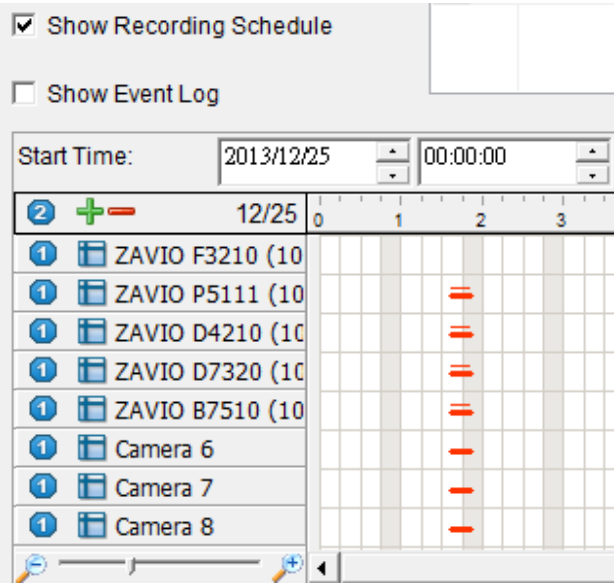 Show Recording Schedule
Show Event Log
Start Time: 2013/12/25 00:00:00
2 12/25 0 1 2 3
1 ZAVIO F3210 (10
1 ZAVIO P5111 (10
1 ZAVIO D4210 (10
1 ZAVIO D7320 (10
1 ZAVIO B7510 (10
1 Camera 6
1 Camera 7
1 Camera 8